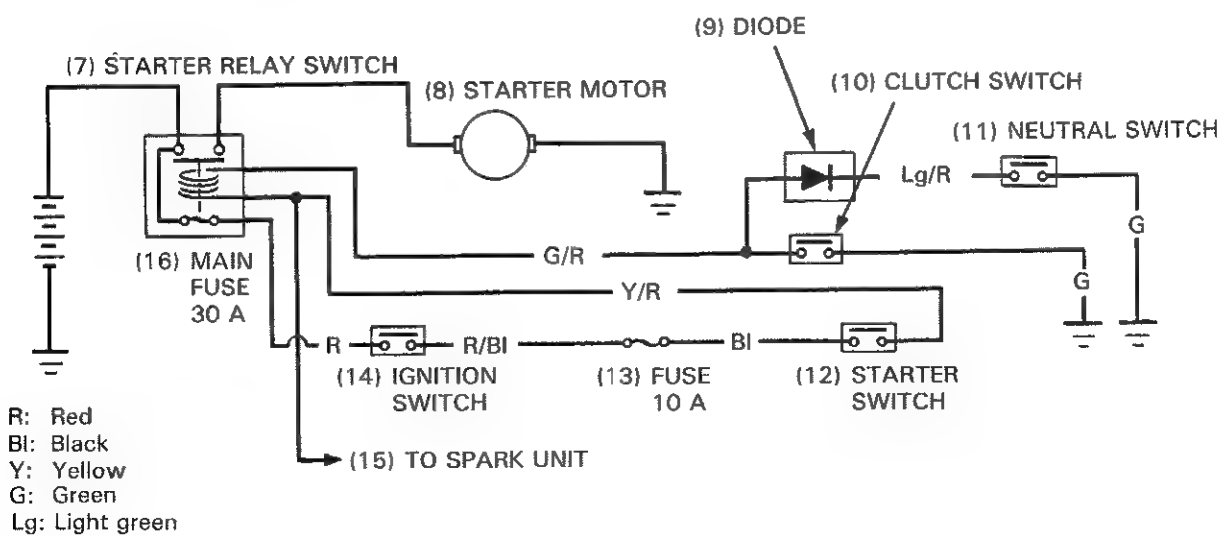 (9) DIODE
(7) STARTER RELAY SWITCH
(8) STARTER MOTOR
(10) CLUTCH SWITCH
(11) NEUTRAL SWITCH
Lg/R
G
G/R
(16) MAIN
FUSE
30 A
G
Y/R
R
R/Bl
Bl
(14) IGNITION
SWITCH
(13) FUSE
10 A
(12) STARTER
SWITCH
(15) TO SPARK UNIT
R: Red
Bl: Black
Y: Yellow
G: Green
Lg: Light green